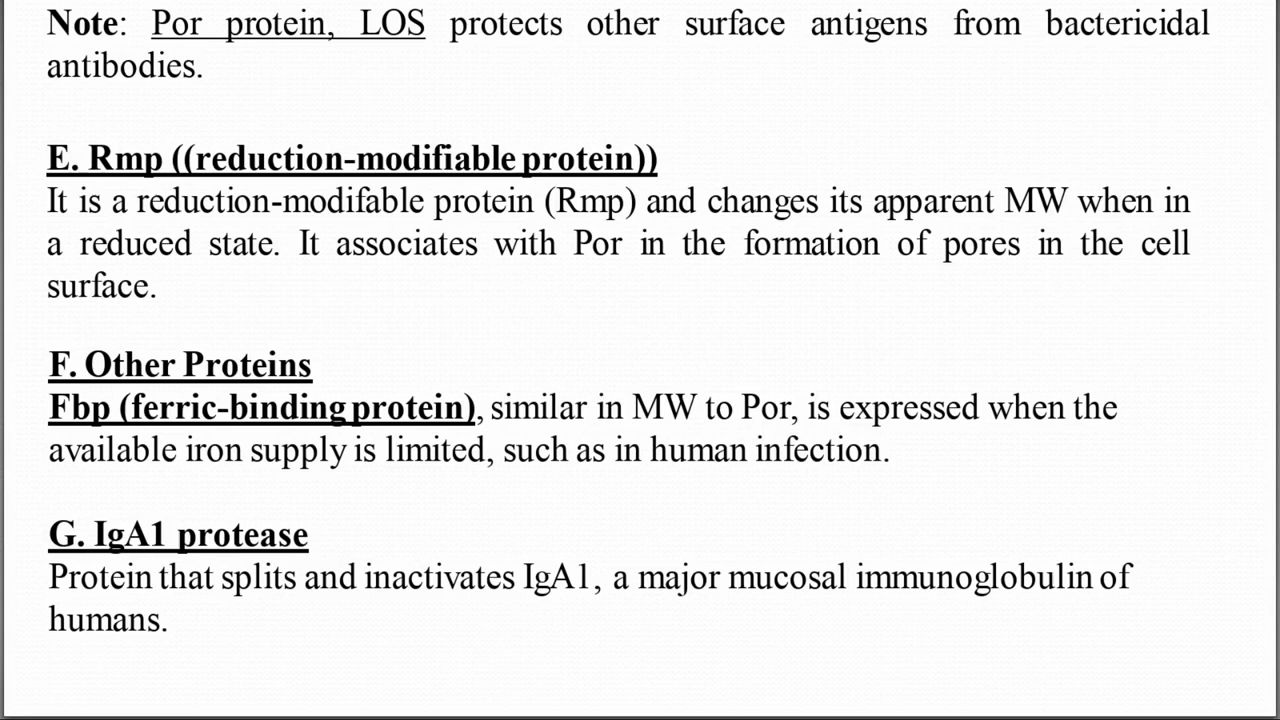 Note: Por protein, LOS protects other surface antigens from bactericidal
antibodies.
E. Rmp ((reduction-modifiable protein))
It is a reduction-modifable protein (Rmp) and changes its apparent MW when in
a reduced state. It associates with Por in the formation of pores in the cell
surface.
F. Other Proteins
Fbp (ferric-binding protein), similar in MW to Por, is expressed when the
available iron supply is limited, such as in human infection.
G. IgA1 protease
Protein that splits and inactivates IgA1, a major mucosal immunoglobulin of
humans.